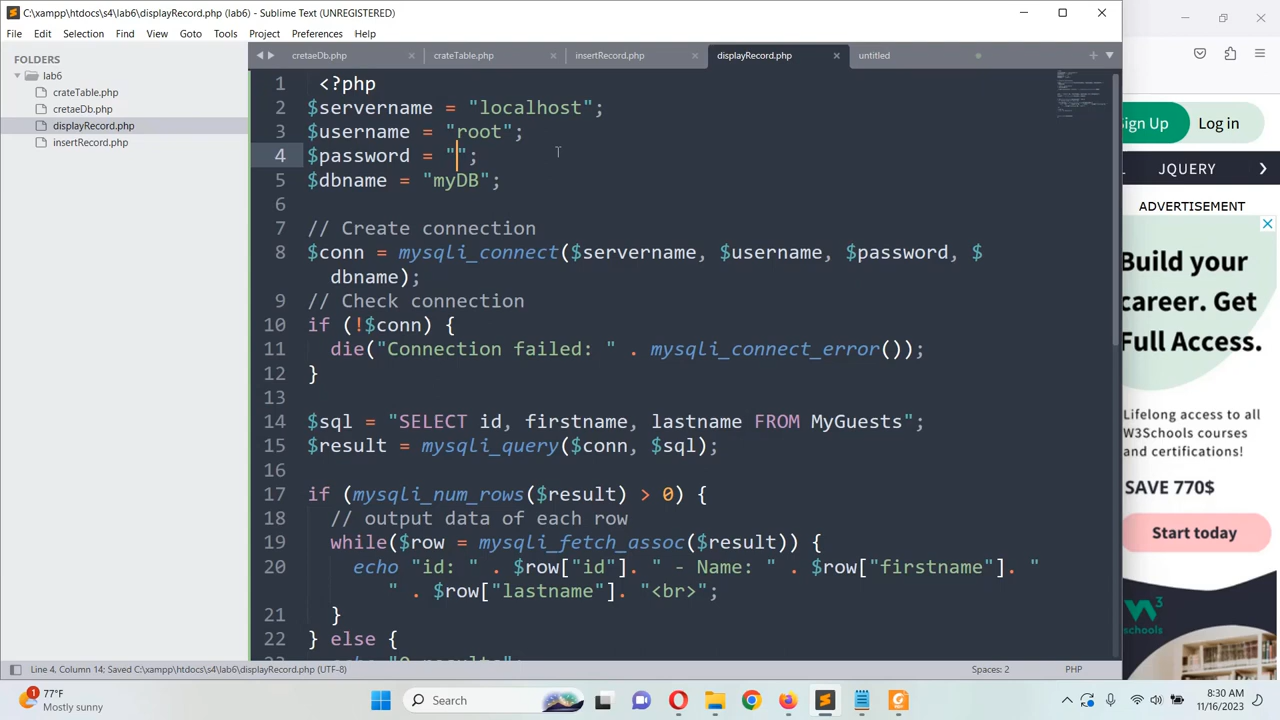 C:\xampp\htdocs\s4\lab6\displayRecord.php (lab6) - Sublime Text (UNREGISTERED)
File Edit Selection Find View Goto Tools Project Preferences Help
FOLDERS
lab6
crataeTable.php
cretaeDb.php
displayRecord.php
insertRecord.php
cretaeDb.php crateTable.php insertRecord.php displayRecord.php untitled
1 <?php
2 $servername = "localhost";
3 $username = "root";
4 $password = "";
5 $dbname = "myDB";
6
7 // Create connection
8 $conn = mysqli_connect($servername, $username, $password, $
dbname);
9 // Check connection
10 if (!$conn) {
11 die("Connection failed: " . mysqli_connect_error());
12 }
13
14 $sql = "SELECT id, firstname, lastname FROM MyGuests";
15 $result = mysqli_query($conn, $sql);
16
17 if (mysqli_num_rows($result) > 0) {
18 // output data of each row
19 while($row = mysqli_fetch_assoc($result)) {
20 echo "id: " . $row["id"]. " - Name: " . $row["firstname"]. "
" . $row["lastname"]. "<br>";
21 }
22 } else {
23 echo "0 results";
Line 4, Column 14; Saved C:\xampp\htdocs\s4\lab6\displayRecord.php (UTF-8)
Spaces: 2
PHP
Sign Up
Log in
JQUERY
ADVERTISEMENT
Build your
career. Get
Full Access.
Lifelong access to all
W3Schools courses
and certifications!
SAVE 770$
Start today
W3
schools
1
77°F
Mostly sunny
Search
8:30 AM
11/16/2023